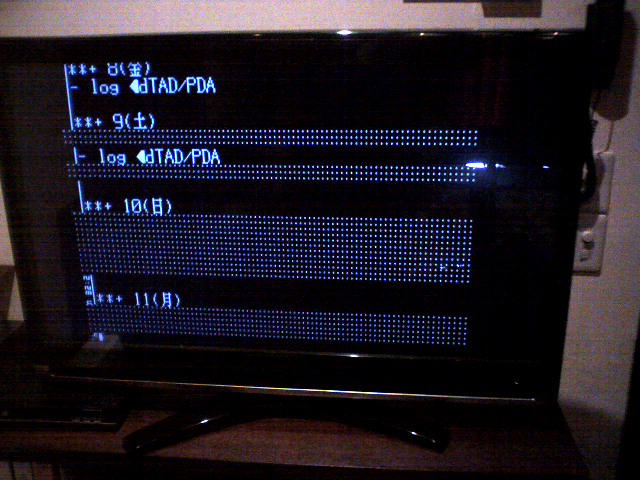 **+ 8(金)
- log ◀dTAD/PDA
**+ 9(土)
- log ◀dTAD/PDA
**+ 10(日)
**+ 11(月)